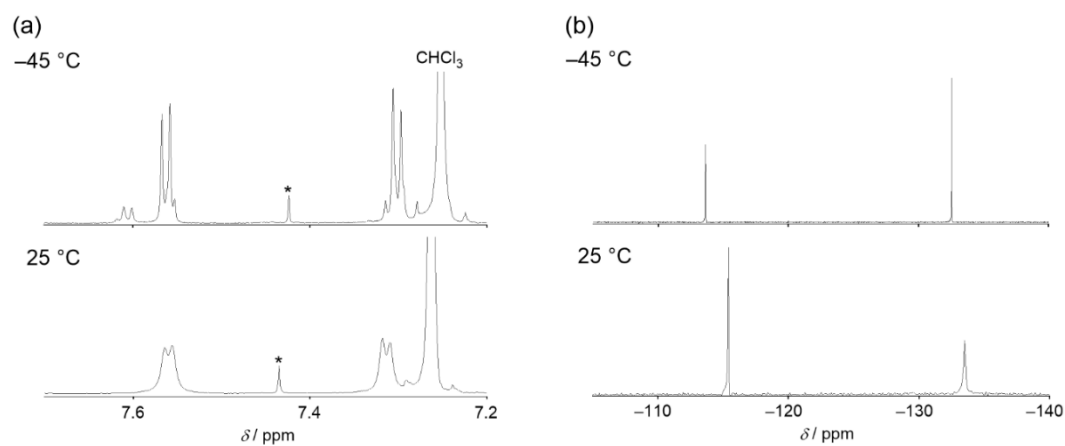 (a)
–45 °C
CHCl3
*
25 °C
*
7.6 7.4 7.2
δ / ppm
(b)
–45 °C
25 °C
–110 –120 –130 –140
δ / ppm